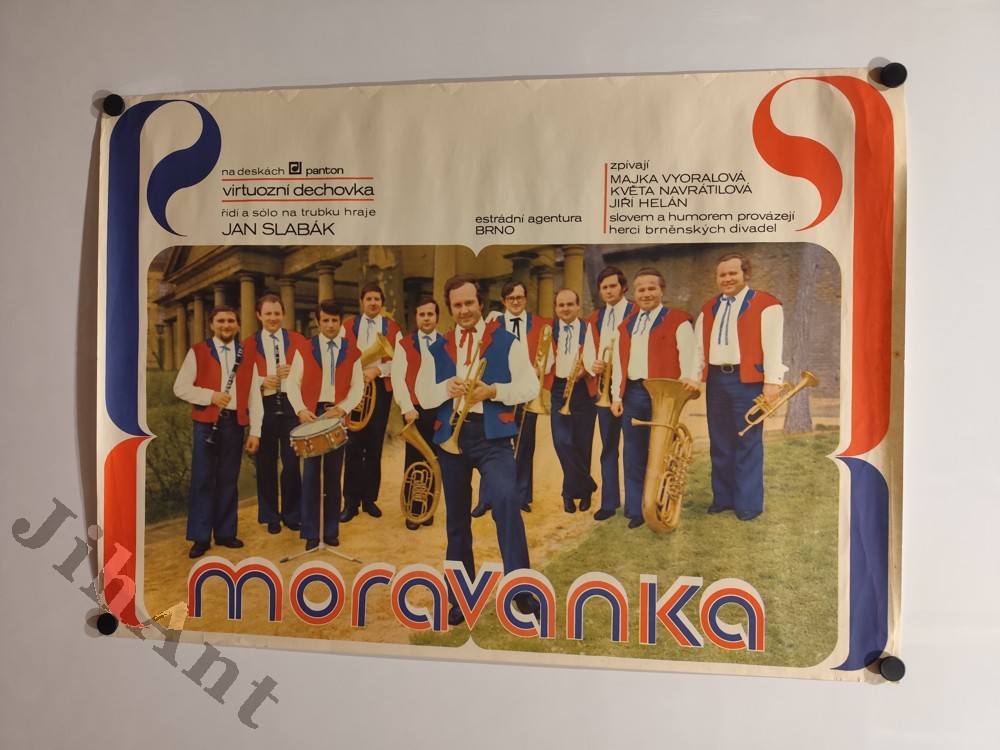 na deskách panton
virtuozní dechovka
řídí a sólo na trubku hraje
JAN SLABÁK
estrádní agentura
BRNO
zpívají
MAJKA VYORALOVÁ
KVĚTA NAVRÁTILOVÁ
JIŘÍ HELÁN
slovem a humorem provázejí
herci brněnských divadel
moravanka
JihAnt